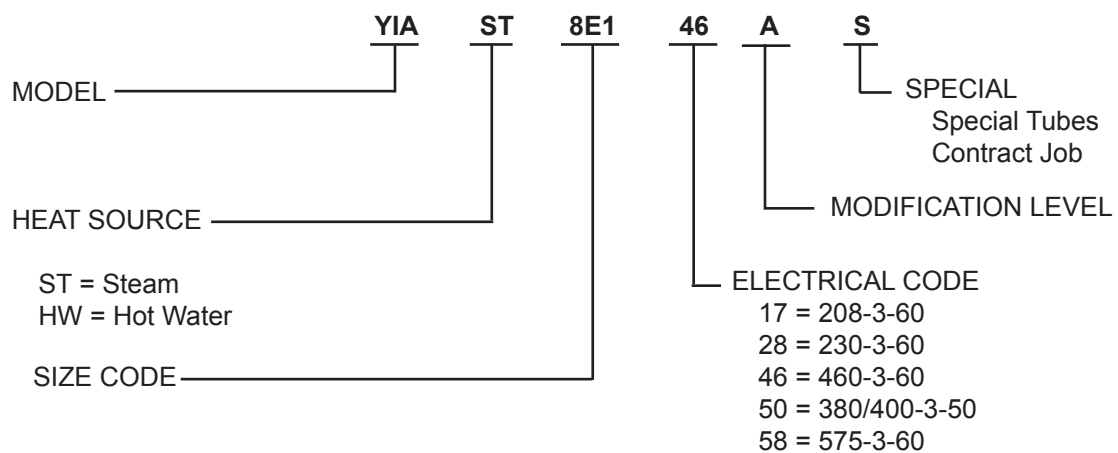 YIA ST 8E1 46 A S
MODEL
SPECIAL
Special Tubes
Contract Job
HEAT SOURCE
MODIFICATION LEVEL
ST = Steam
HW = Hot Water
ELECTRICAL CODE
17 = 208-3-60
28 = 230-3-60
46 = 460-3-60
50 = 380/400-3-50
58 = 575-3-60
SIZE CODE